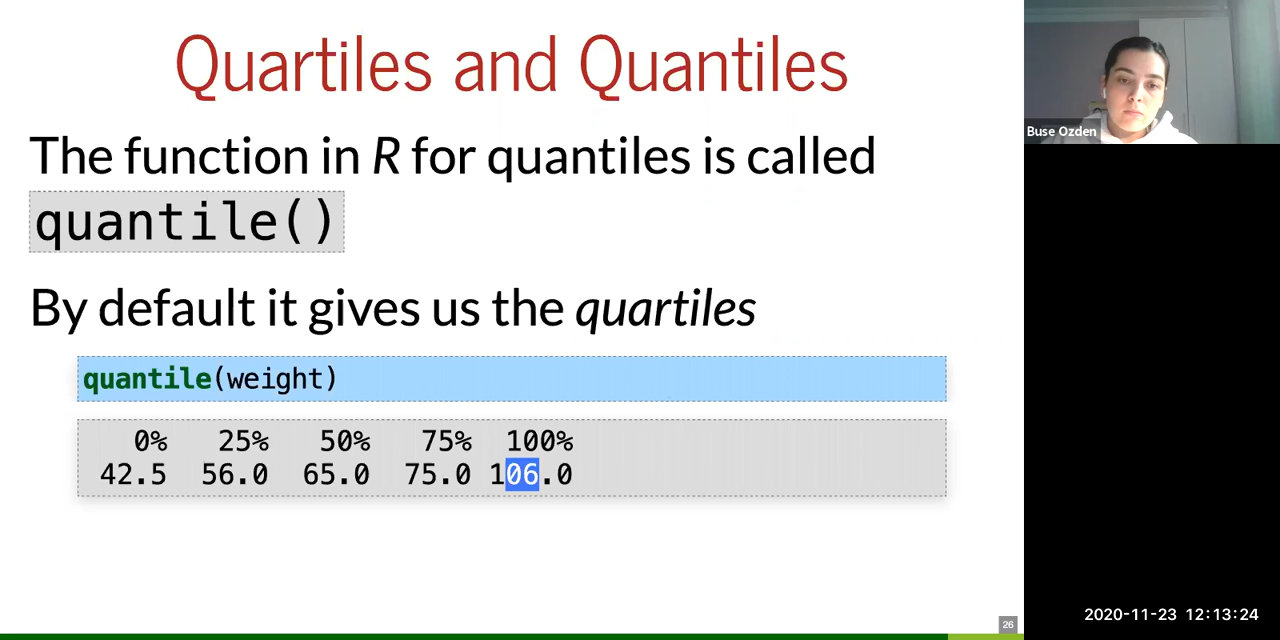 Quartiles and Quantiles
The function in R for quantiles is called
quantile()
By default it gives us the quartiles
quantile(weight)
0% 25% 50% 75% 100%
42.5 56.0 65.0 75.0 106.0
26
Buse Ozden
2020-11-23 12:13:24